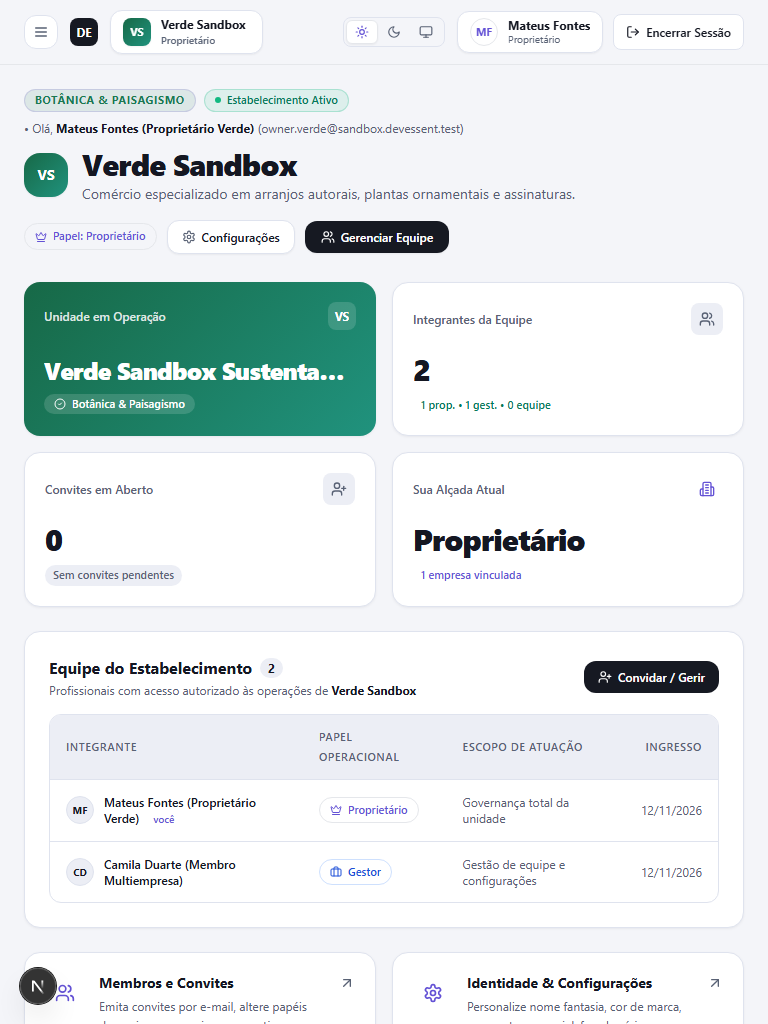 DE
VS
Verde Sandbox
Proprietário
MF
Mateus Fontes
Proprietário
Encerrar Sessão
BOTÂNICA & PAISAGISMO
Estabelecimento Ativo
• Olá, Mateus Fontes (Proprietário Verde) (owner.verde@sandbox.devessent.test)
VS
Verde Sandbox
Comércio especializado em arranjos autorais, plantas ornamentais e assinaturas.
Papel: Proprietário
Configurações
Gerenciar Equipe
Unidade em Operação
VS
Verde Sandbox Sustenta...
Botânica & Paisagismo
Integrantes da Equipe
2
1 prop. • 1 gest. • 0 equipe
Convites em Aberto
0
Sem convites pendentes
Sua Alçada Atual
Proprietário
1 empresa vinculada
Equipe do Estabelecimento 2
Profissionais com acesso autorizado às operações de Verde Sandbox
Convidar / Gerir
INTEGRANTE
PAPEL
OPERACIONAL
ESCOPO DE ATUAÇÃO
INGRESSO
MF
Mateus Fontes (Proprietário
Verde) você
Proprietário
Governança total da
unidade
12/11/2026
CD
Camila Duarte (Membro
Multiempresa)
Gestor
Gestão de equipe e
configurações
12/11/2026
N
Membros e Convites
Emita convites por e-mail, altere papéis
Identidade & Configurações
Personalize nome fantasia, cor de marca,